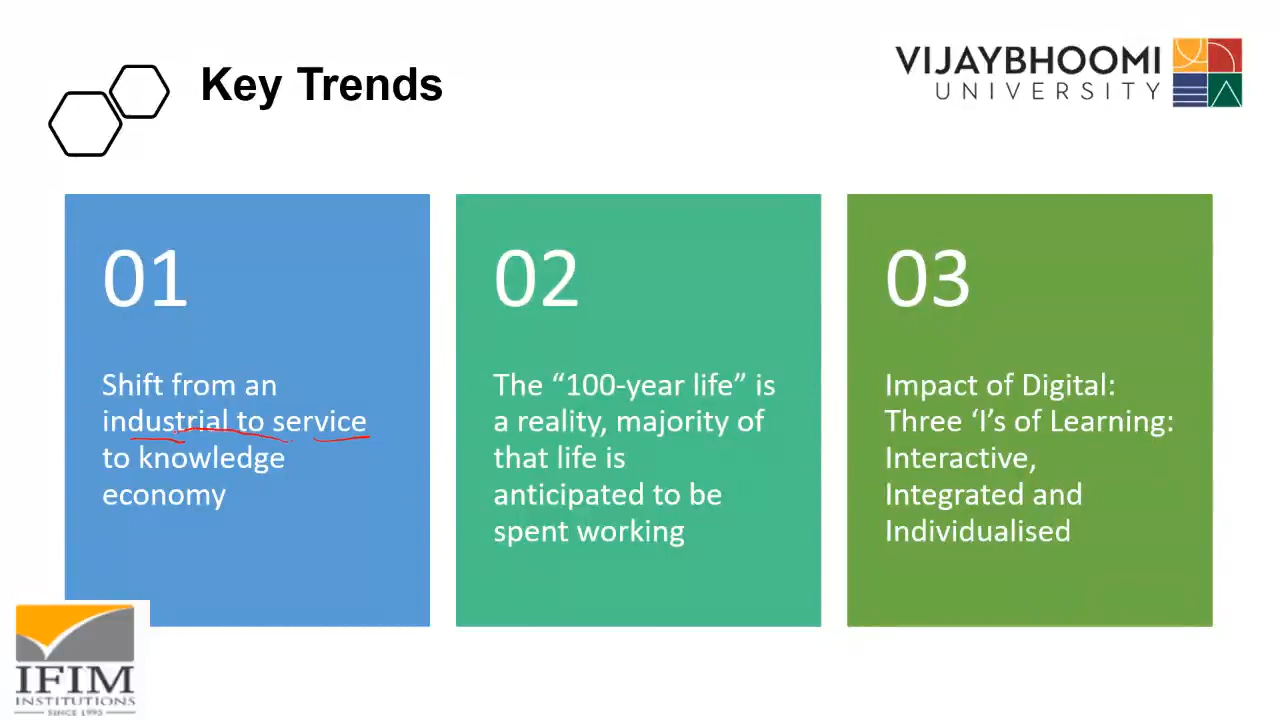 Key Trends
VIJAYBHOOMI
UNIVERSITY
01
Shift from an
industrial to service
to knowledge
economy
02
The “100-year life” is
a reality, majority of
that life is
anticipated to be
spent working
03
Impact of Digital:
Three ‘I’s of Learning:
Interactive,
Integrated and
Individualised
IFIM
INSTITUTIONS
SINCE 1995